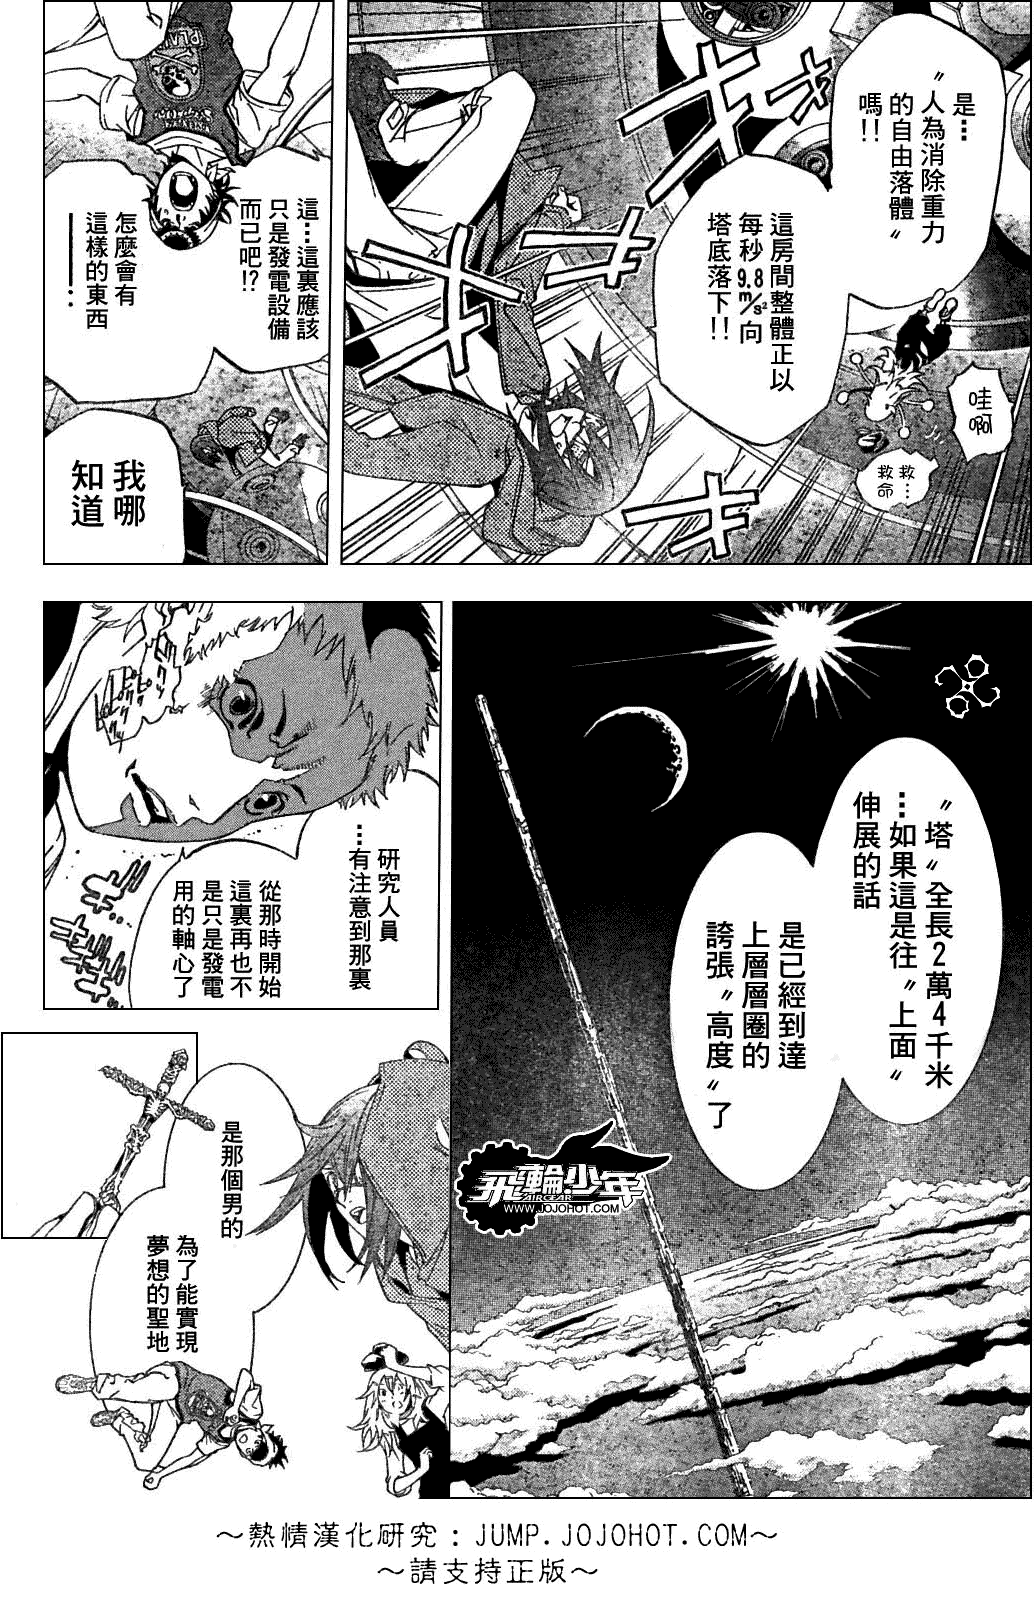 是…
〝人為消除重力
的自由落體〞
嗎!!
這房間整體正以
每秒9.8m/s²向
塔底落下!!
哇啊
救…
救命
這…這裏應該
只是發電設備
而己吧!?
怎麼會有
這樣的東西
——…
我哪
知道
〝塔〞全長2萬4千米
…如果這是往〝上面〞
伸展的話
是已經到達
上層層圈的
誇張〝高度〞了
研究人員
…有注意到那裏
從那時開始
這裏再也不
是只是發電
用的軸心了
是那個男的
為了能實現
夢想的聖地
飛輪少年
AIR GEAR
WWW.JOJOHOT.COM
～熱情漢化研究：JUMP.JOJOHOT.COM～
～請支持正版～